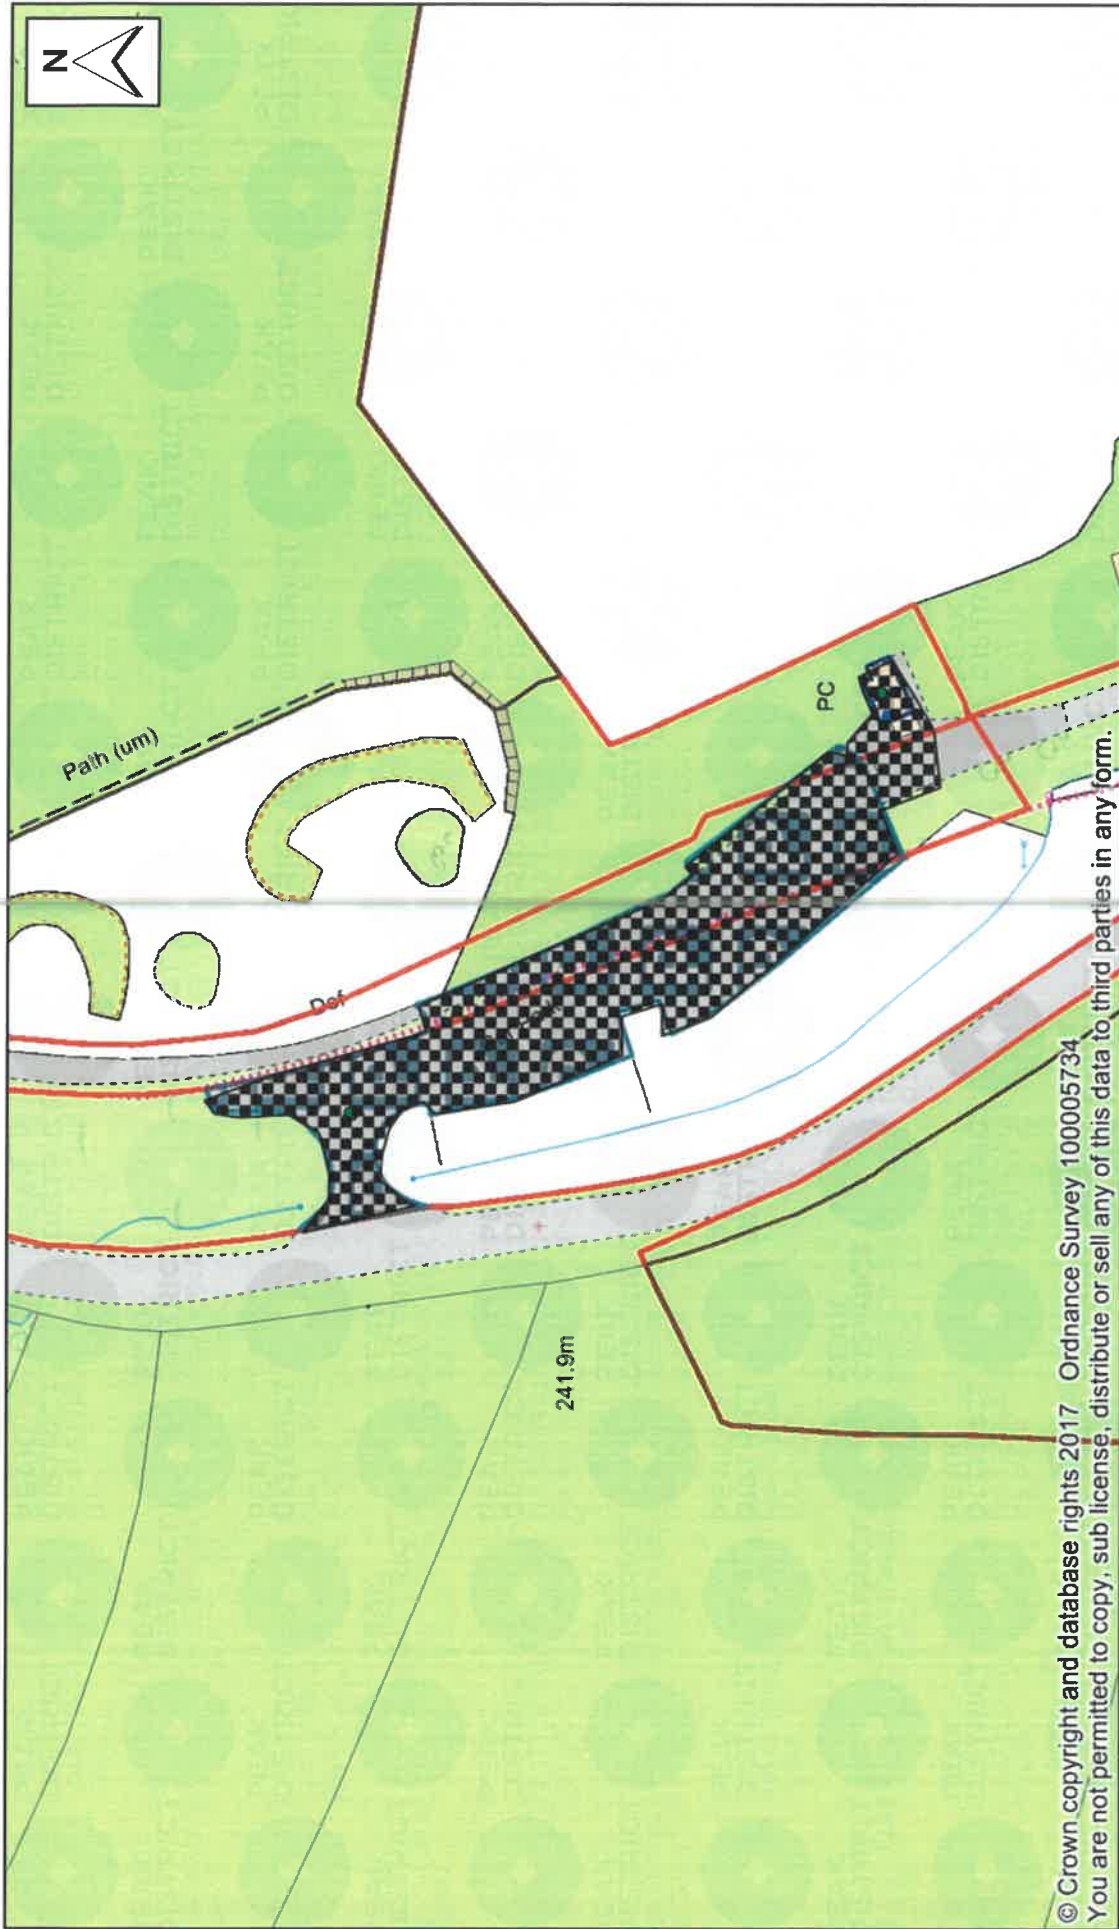 N
Path (um)
Def
PC
241.9m
© Crown copyright and database rights 2017 Ordnance Survey 100005734
You are not permitted to copy, sub license, distribute or sell any of this data to third parties in any form.